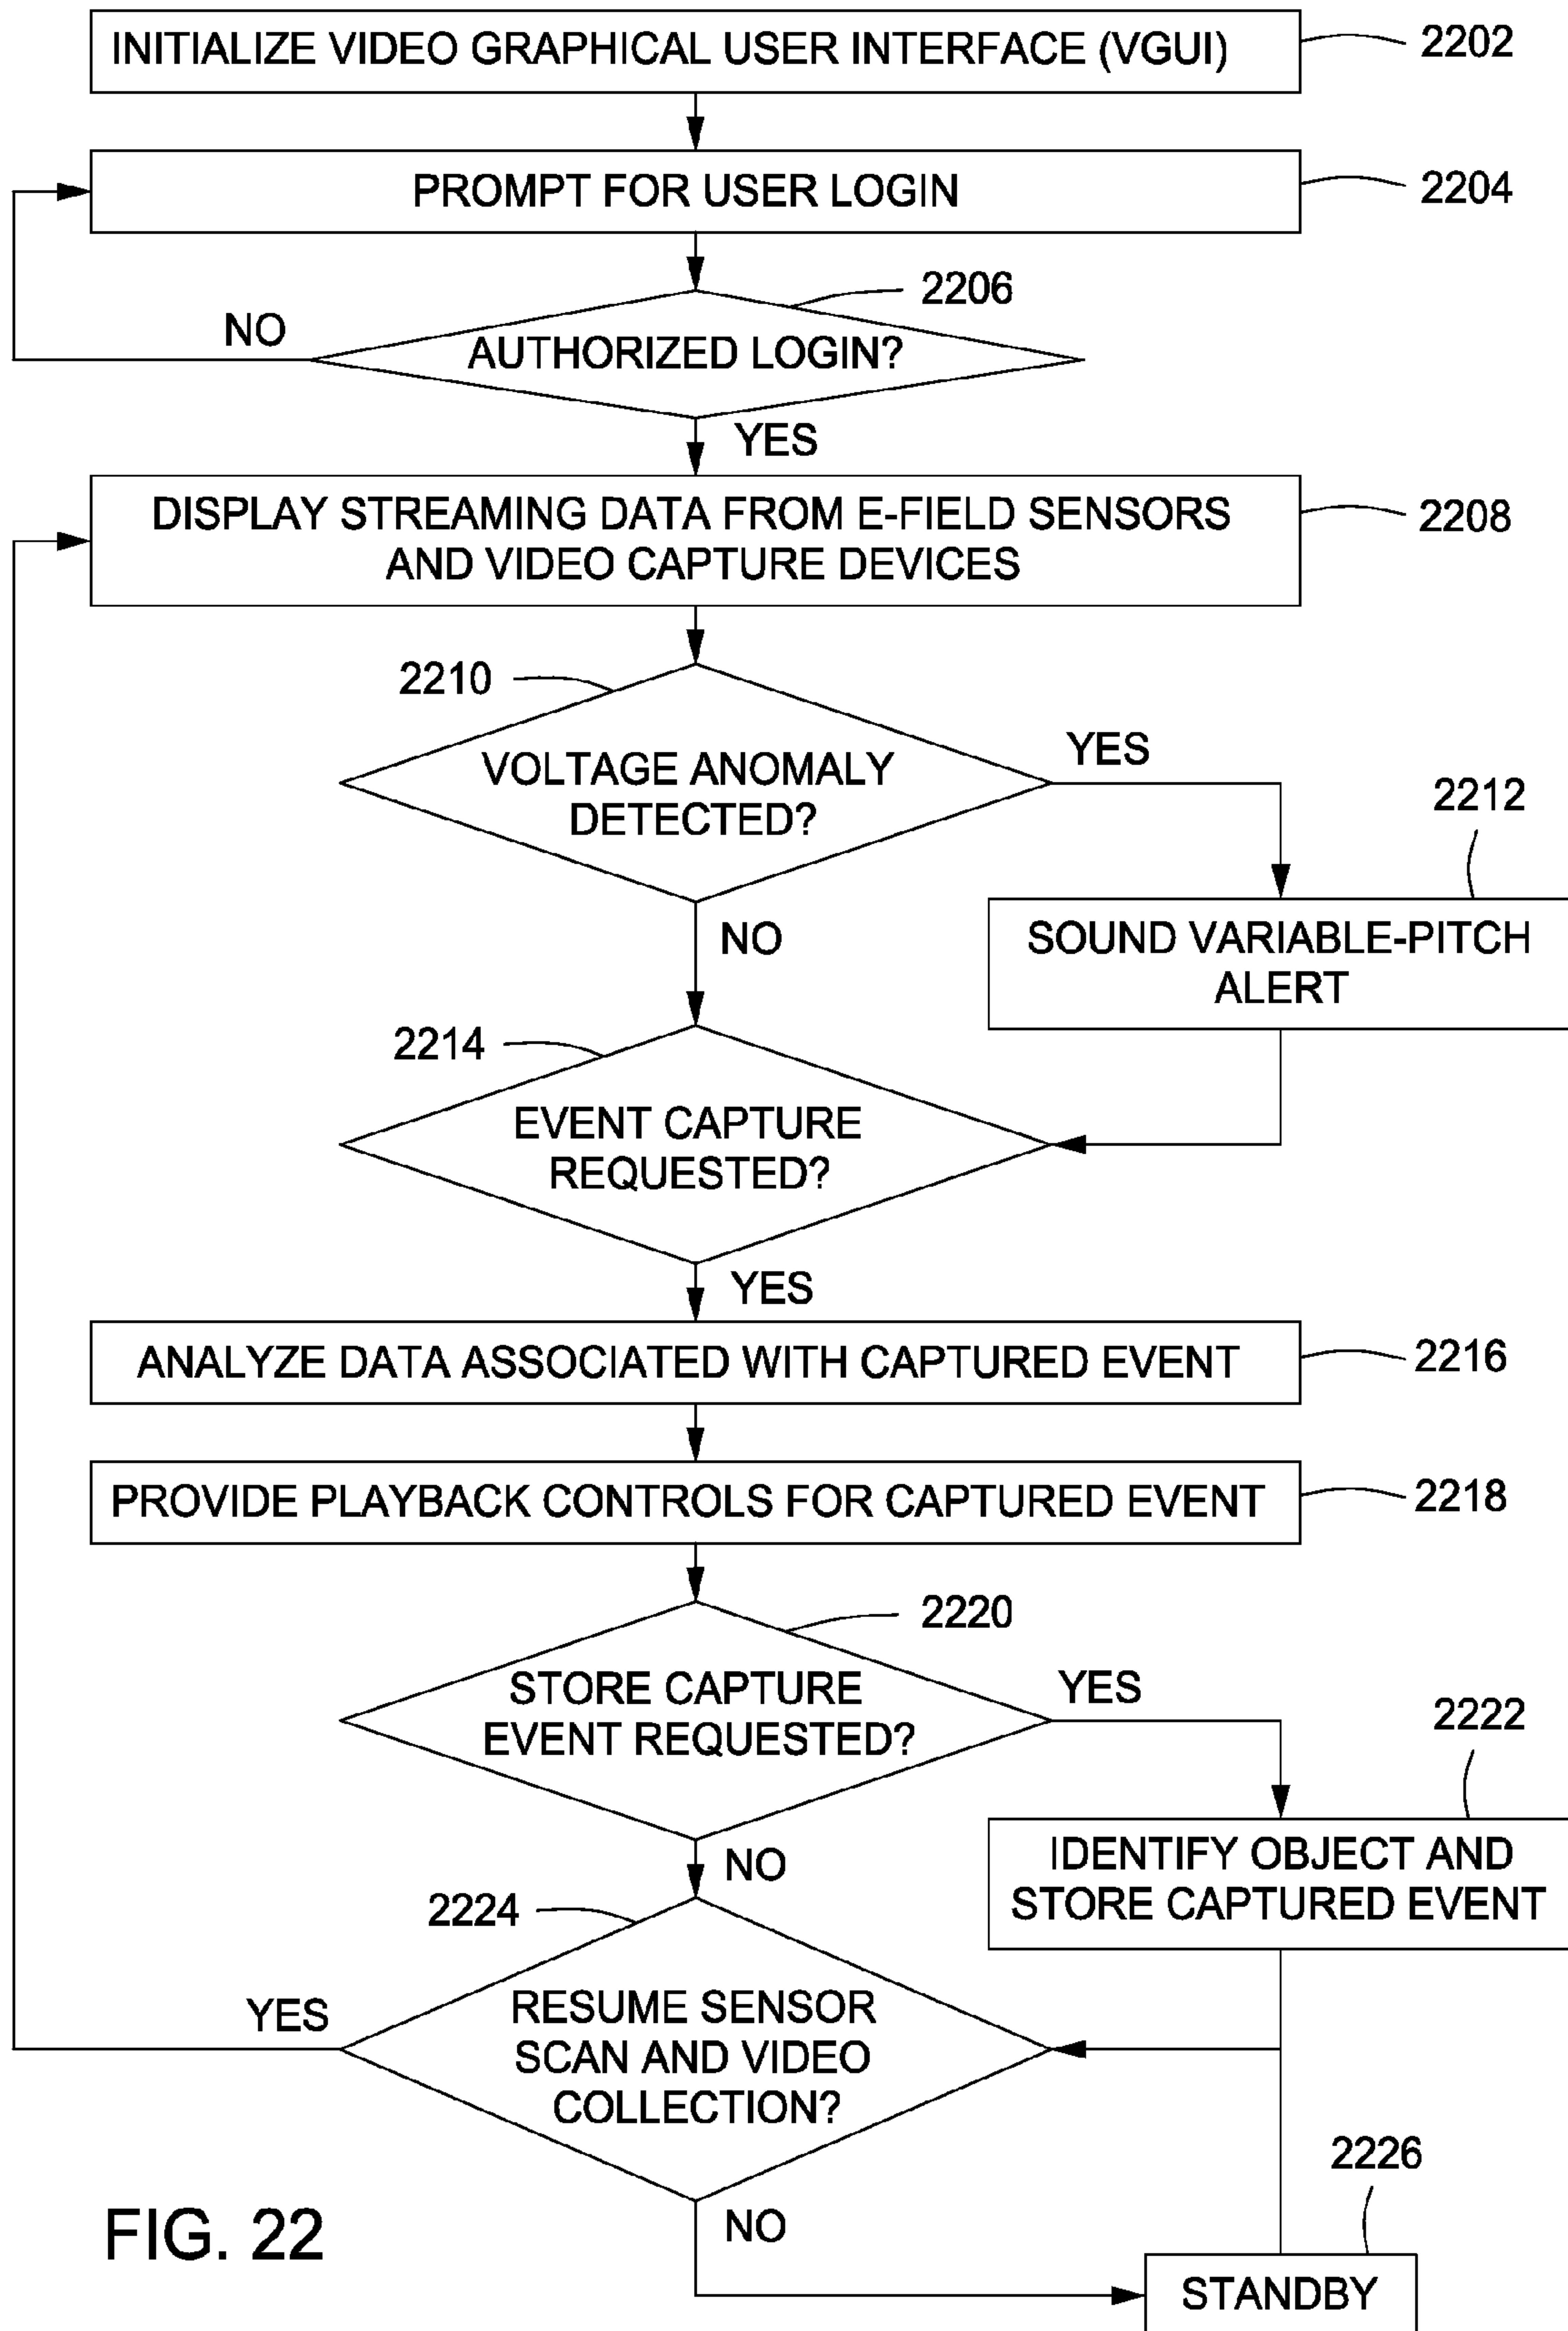 INITIALIZE VIDEO GRAPHICAL USER INTERFACE (VGUI)
2202
PROMPT FOR USER LOGIN
2204
2206
NO
AUTHORIZED LOGIN?
YES
DISPLAY STREAMING DATA FROM E-FIELD SENSORS
AND VIDEO CAPTURE DEVICES
2208
2210
VOLTAGE ANOMALY
DETECTED?
YES
2212
NO
SOUND VARIABLE-PITCH
ALERT
2214
EVENT CAPTURE
REQUESTED?
YES
ANALYZE DATA ASSOCIATED WITH CAPTURED EVENT
2216
PROVIDE PLAYBACK CONTROLS FOR CAPTURED EVENT
2218
2220
STORE CAPTURE
EVENT REQUESTED?
YES
2222
NO
IDENTIFY OBJECT AND
STORE CAPTURED EVENT
2224
YES
RESUME SENSOR
SCAN AND VIDEO
COLLECTION?
2226
NO
STANDBY
FIG. 22